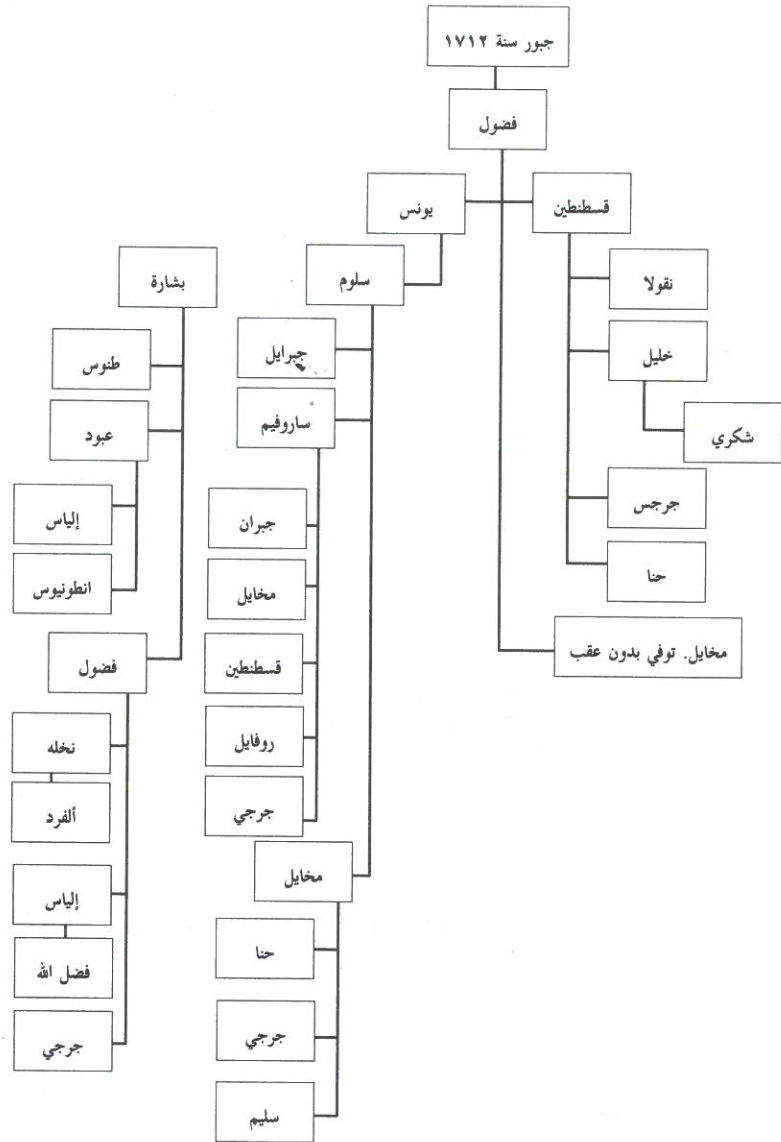 جبور سنة ١٧١٢
فضول
قسطنطين
يونس
نقولا
خليل
شكري
جرجس
حنا
مخايل. توفي بدون عقب
سلوم
جبرايل
ساروفيم
جبران
مخايل
قسطنطين
روفايل
جرجي
مخايل
حنا
جرجي
سليم
بشارة
طنوس
عبود
إلياس
انطونيوس
فضول
نخله
ألفرد
إلياس
فضل الله
جرجي